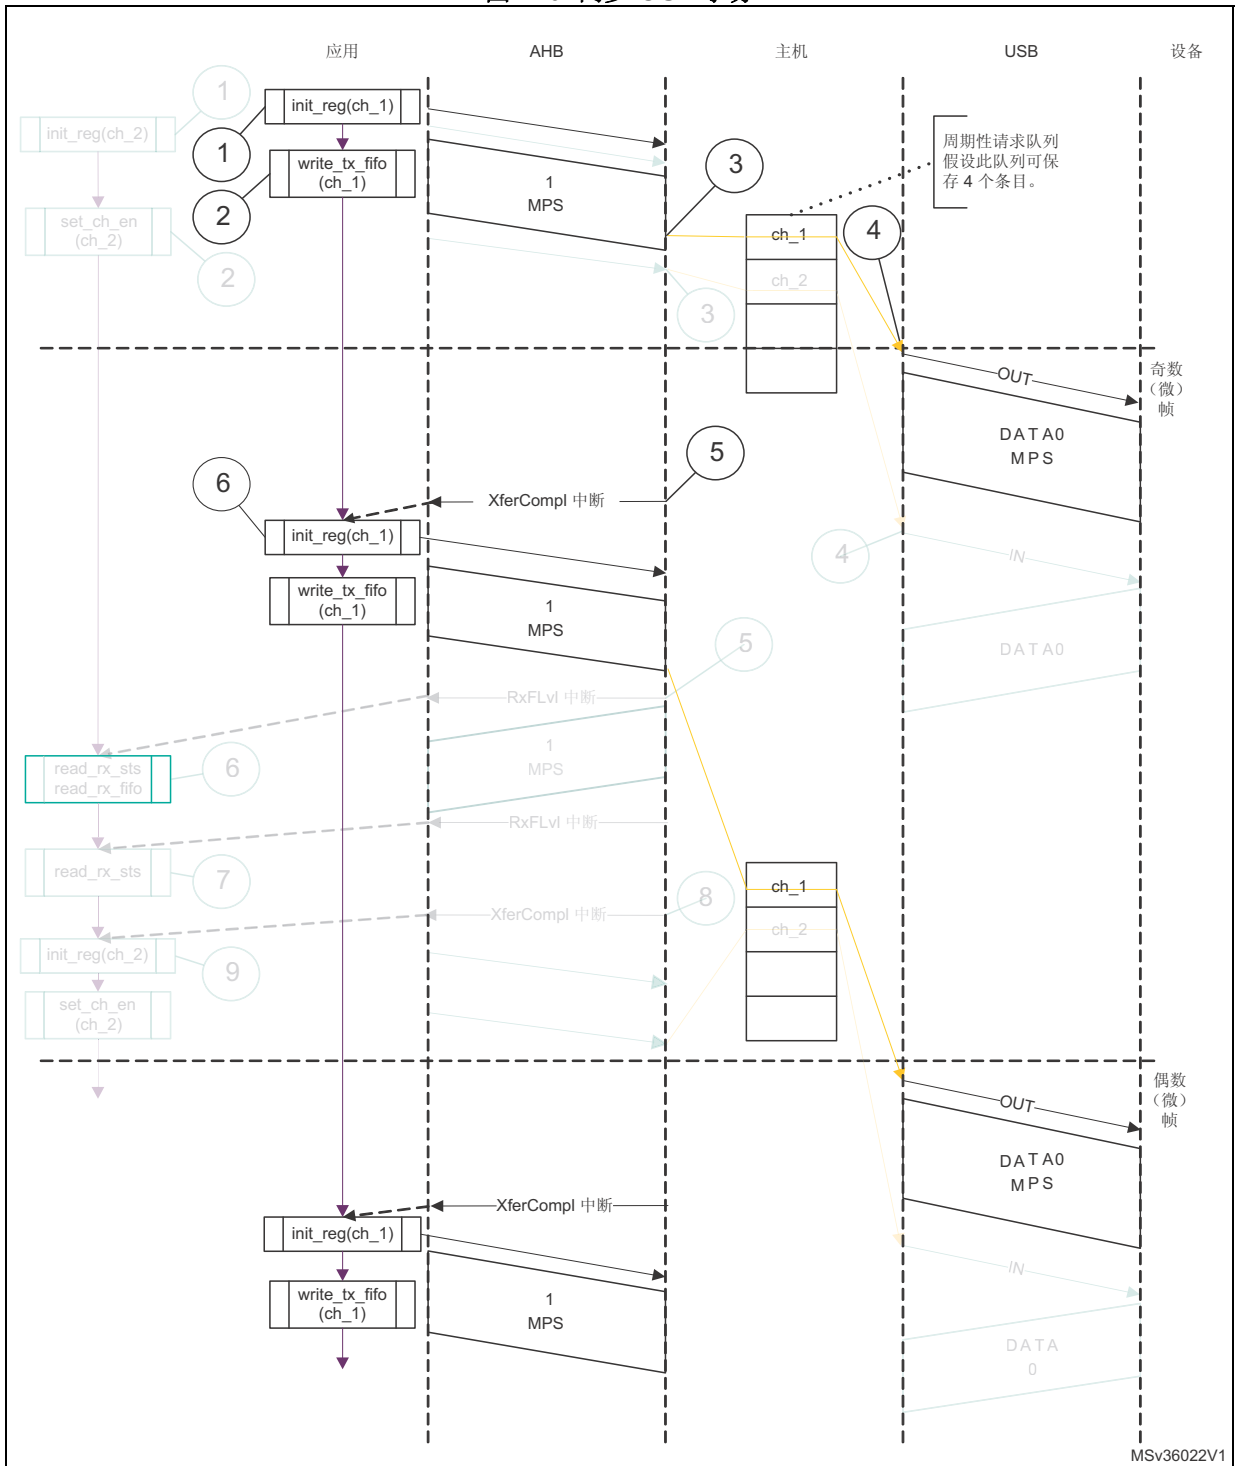 应用
AHB
主机
USB
设备
1
init_reg(ch_1)
init_reg(ch_2)
1
周期性请求队列
假设此队列可保
存 4 个条目。
write_tx_fifo
(ch_1)
1
MPS
3
2
set_ch_en
(ch_2)
ch_1
4
2
ch_2
3
OUT
奇数
（微）
帧
DATA0
MPS
5
6
XferCompl 中断
init_reg(ch_1)
4
IN
write_tx_fifo
(ch_1)
1
MPS
5
DATA0
RxFLvl 中断
1
MPS
read_rx_sts
read_rx_fifo
6
RxFLvl 中断
read_rx_sts
7
ch_1
8
XferCompl 中断
ch_2
init_reg(ch_2)
9
set_ch_en
(ch_2)
偶数
（微）
帧
OUT
DATA0
MPS
XferCompl 中断
init_reg(ch_1)
IN
write_tx_fifo
(ch_1)
1
MPS
DATA
0
MSv36022V1